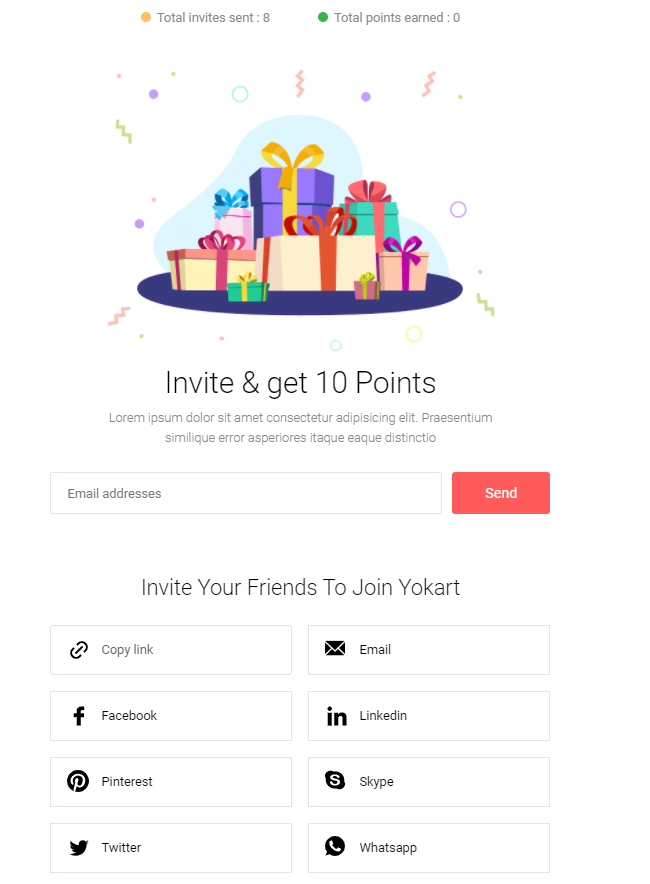 Total invites sent : 8
Total points earned : 0
Invite & get 10 Points
Lorem ipsum dolor sit amet consectetur adipisicing elit. Praesentium
similique error asperiores itaque eaque distinctio
Email addresses
Send
Invite Your Friends To Join Yokart
Copy link
Email
Facebook
Linkedin
Pinterest
Skype
Twitter
Whatsapp